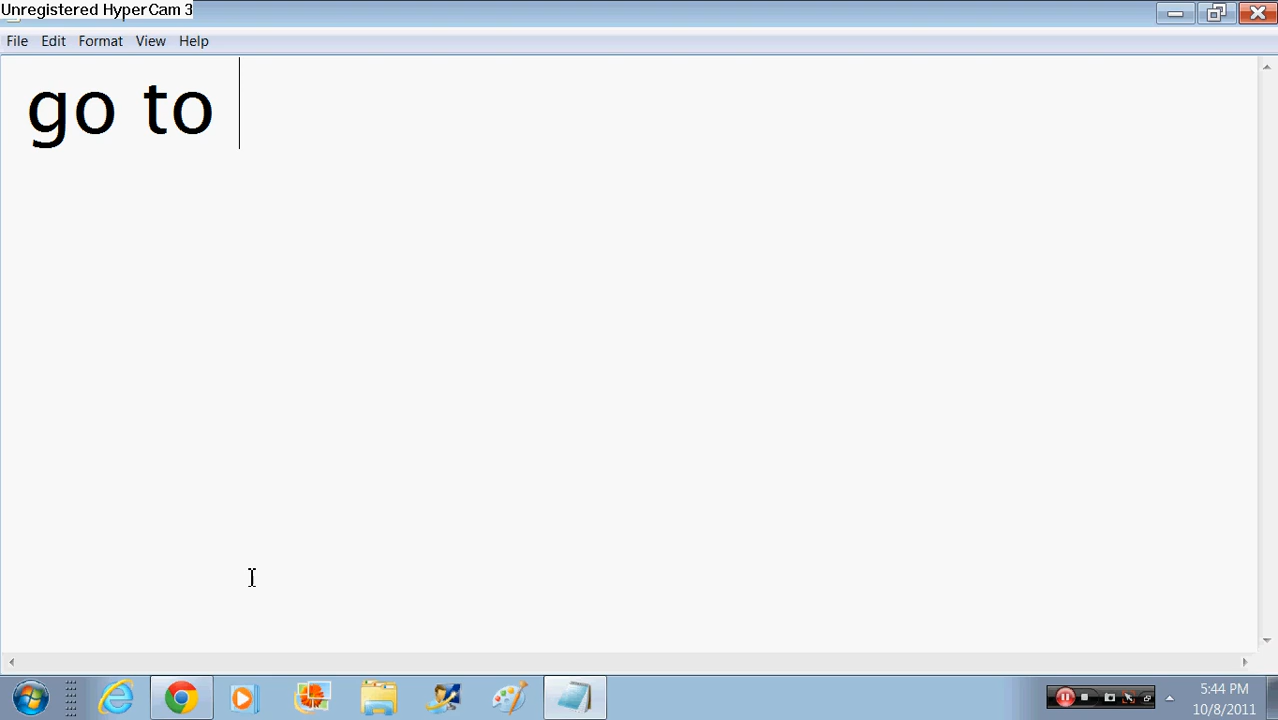 Unregistered HyperCam 3
File Edit Format View Help
go to
5:44 PM
10/8/2011